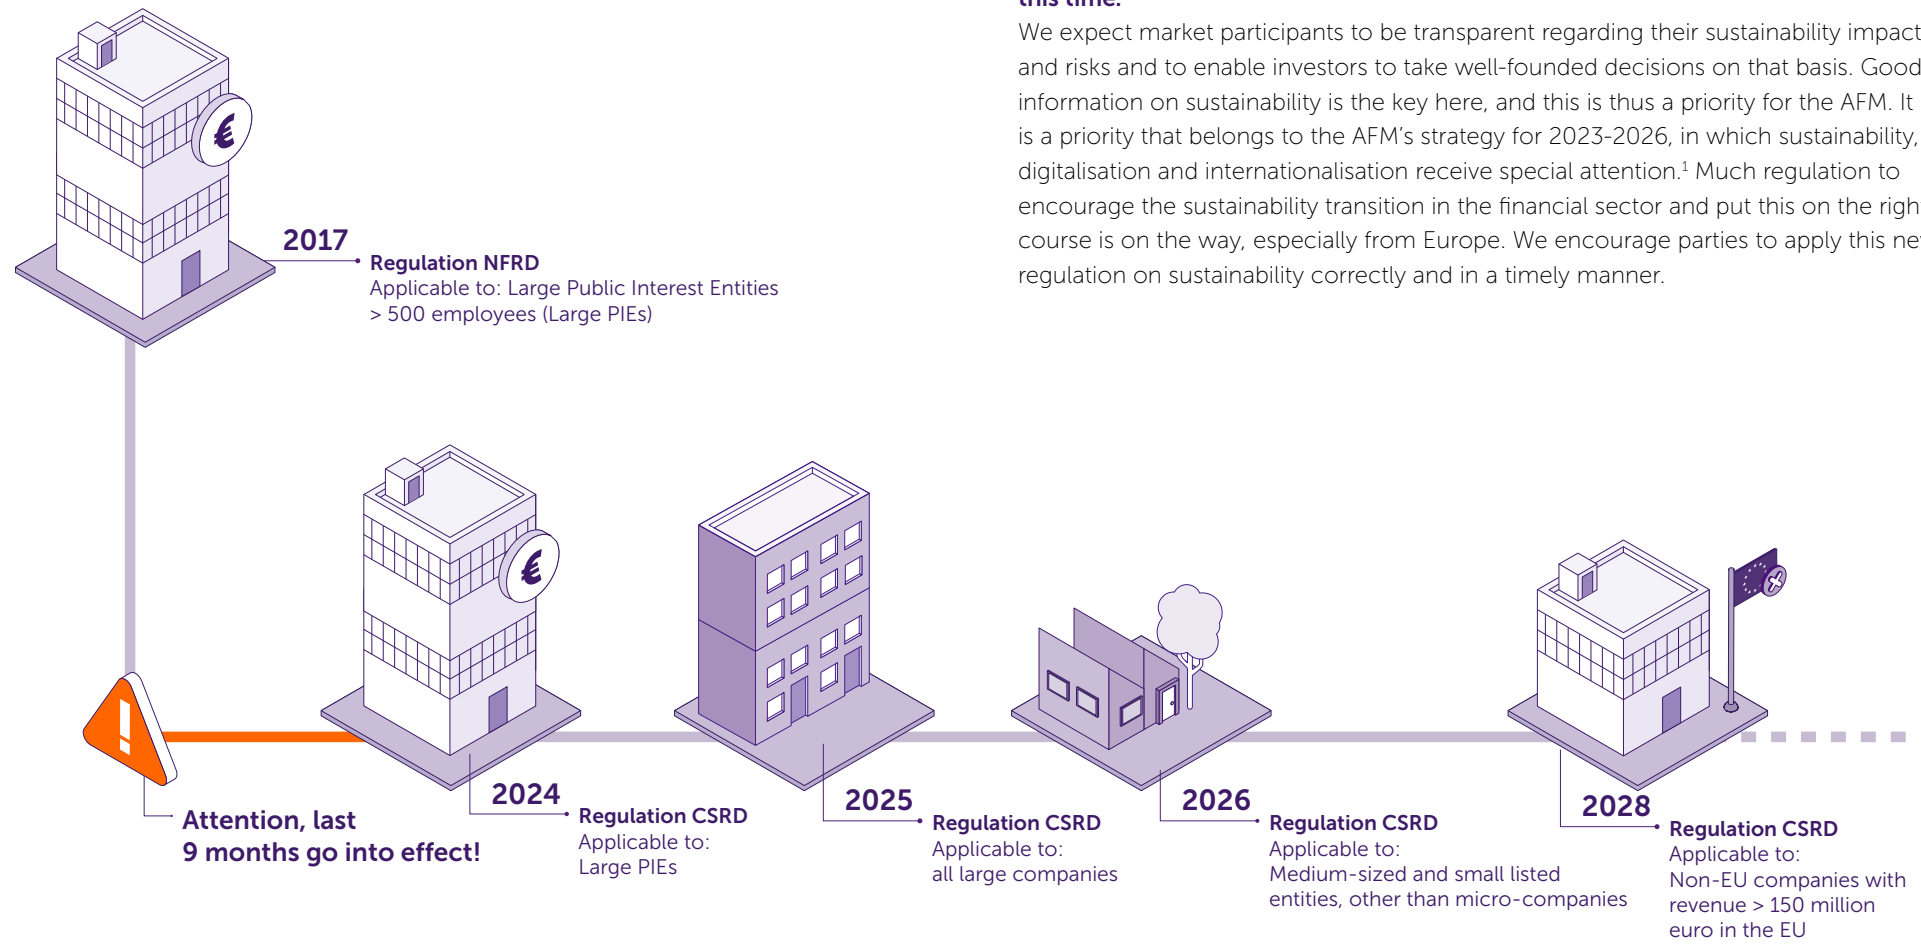 this time.
We expect market participants to be transparent regarding their sustainability impact
and risks and to enable investors to take well-founded decisions on that basis. Good
information on sustainability is the key here, and this is thus a priority for the AFM. It
is a priority that belongs to the AFM's strategy for 2023-2026, in which sustainability,
digitalisation and internationalisation receive special attention.¹ Much regulation to
encourage the sustainability transition in the financial sector and put this on the right
course is on the way, especially from Europe. We encourage parties to apply this
regulation on sustainability correctly and in a timely manner.
€
2017
Regulation NFRD
Applicable to: Large Public Interest Entities
> 500 employees (Large PIEs)
!
Attention, last
9 months go into effect!
€
2024
Regulation CSRD
Applicable to:
Large PIEs
2025
Regulation CSRD
Applicable to:
all large companies
2026
Regulation CSRD
Applicable to:
Medium-sized and small listed
entities, other than micro-companies
2028
Regulation CSRD
Applicable to:
Non-EU companies with
revenue > 150 million
euro in the EU